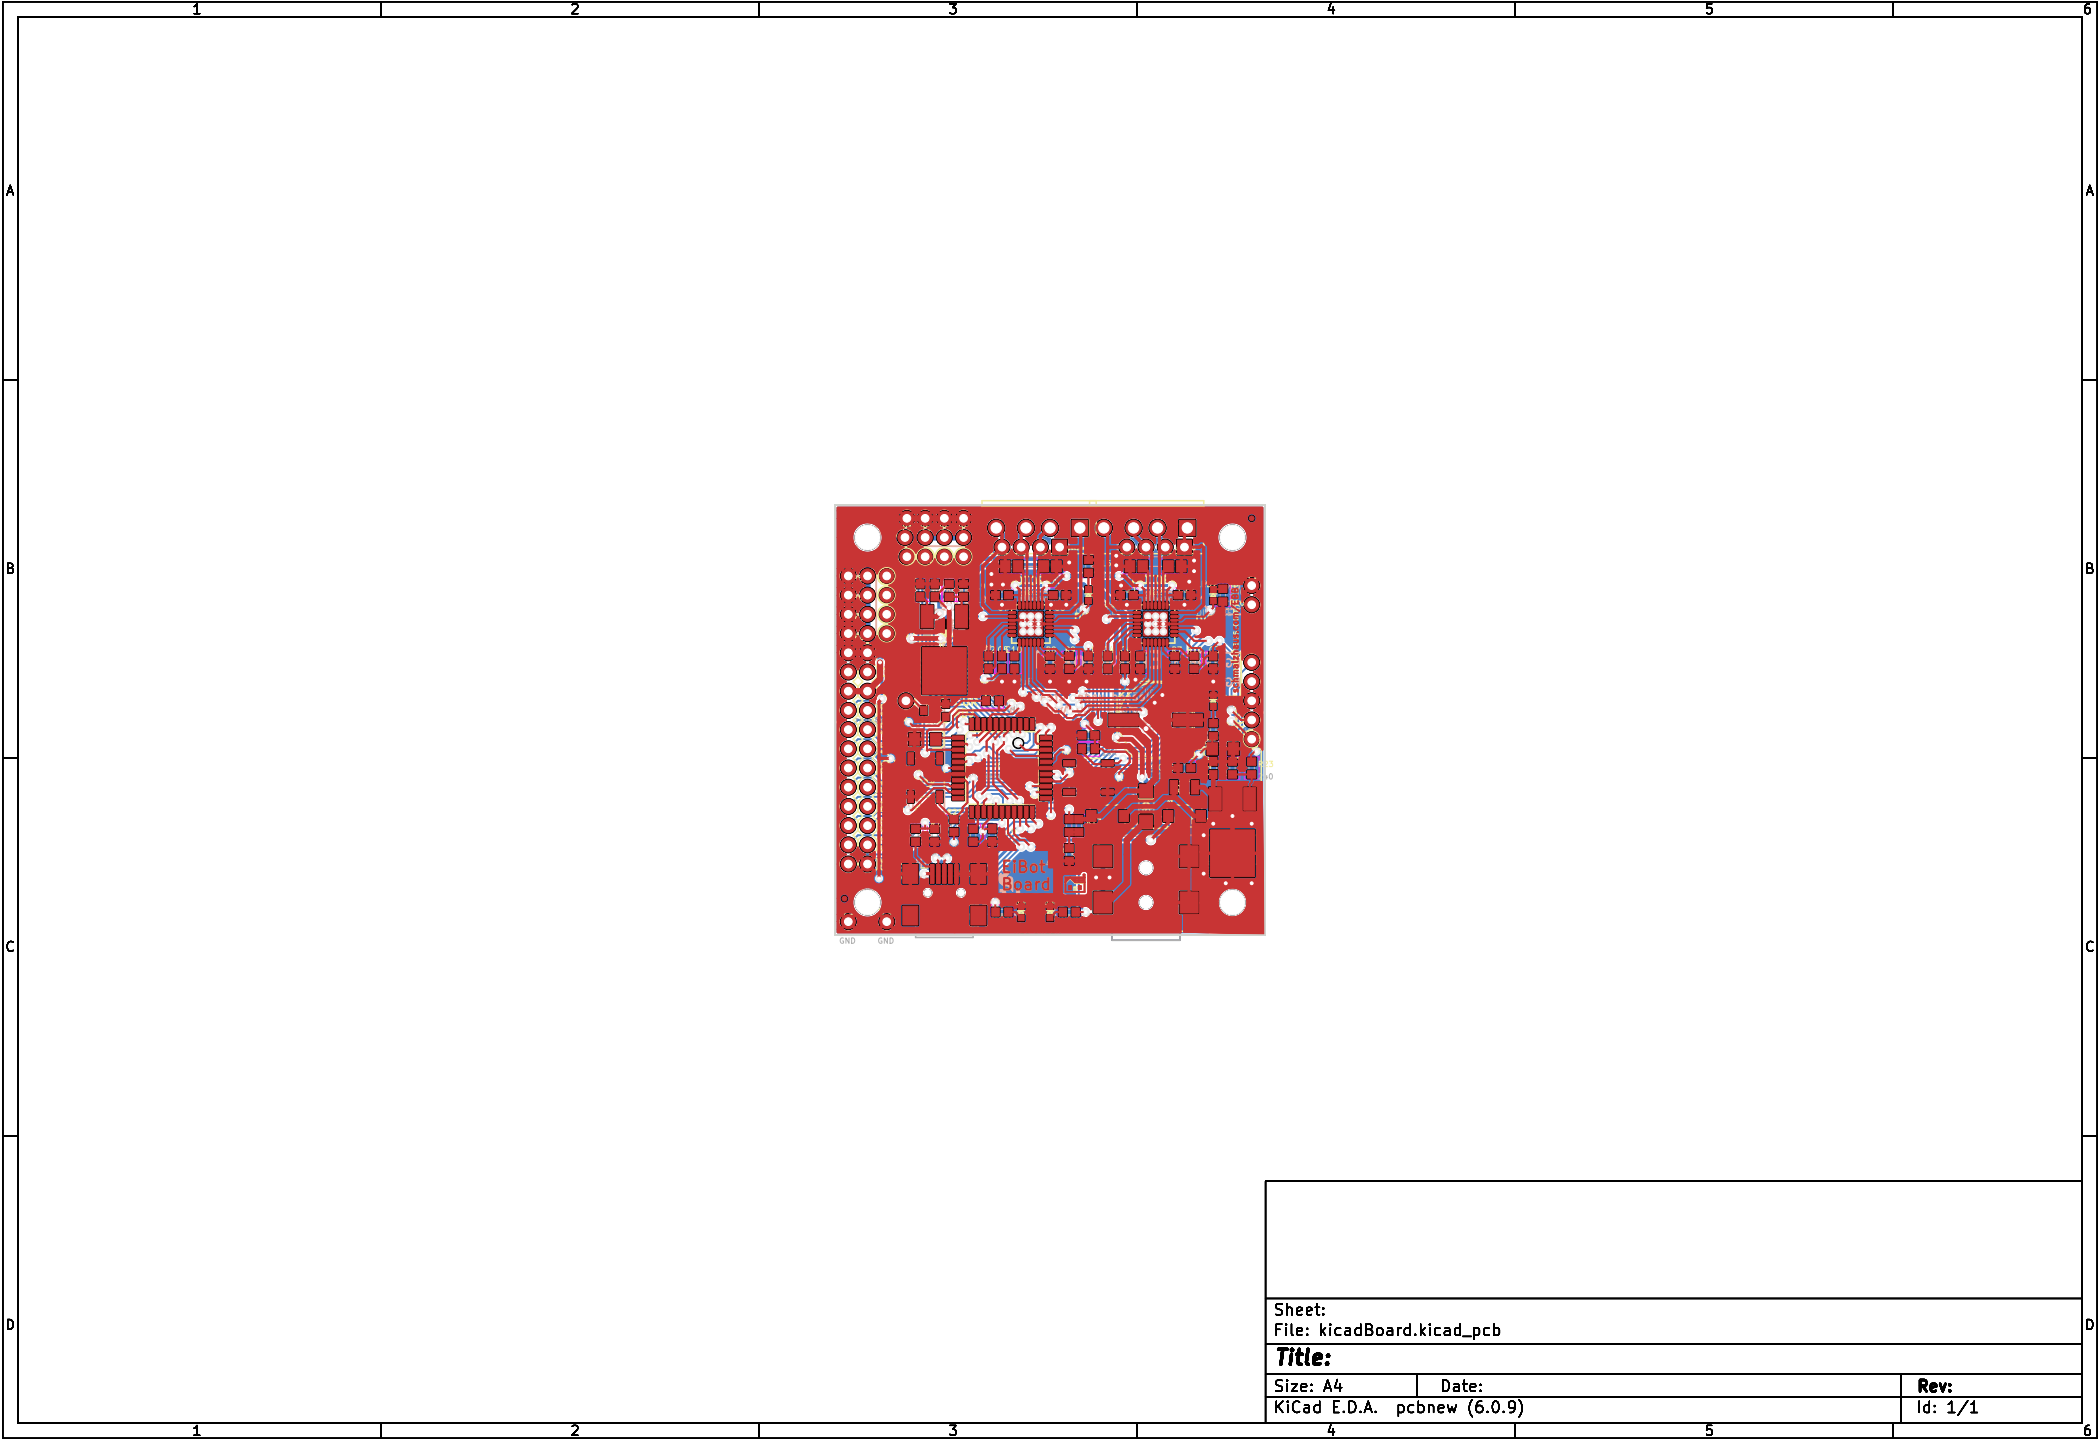 1 2 3 4 5 6
A A
B B
ElBot
Board
C C
GND GND
D D
Sheet:
File: kicadBoard.kicad_pcb
Title:
Size: A4 Date: Rev:
KiCad E.D.A. pcbnew (6.0.9) Id: 1/1
1 2 3 4 5 6